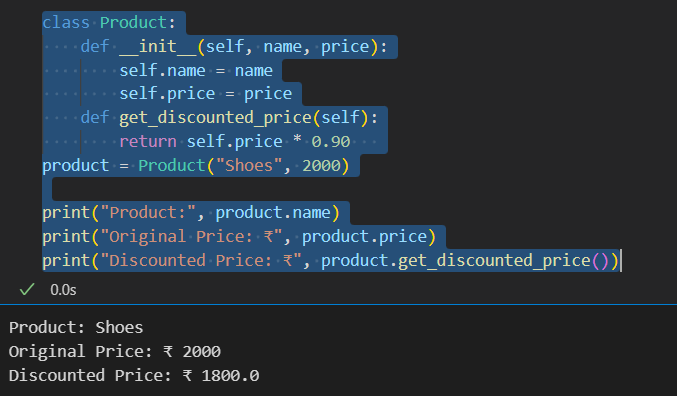 class Product:
    def __init__(self, name, price):
        self.name = name
        self.price = price
    def get_discounted_price(self):
        return self.price * 0.90
product = Product("Shoes", 2000)

print("Product:", product.name)
print("Original Price: ₹", product.price)
print("Discounted Price: ₹", product.get_discounted_price())
0.0s
Product: Shoes
Original Price: ₹ 2000
Discounted Price: ₹ 1800.0